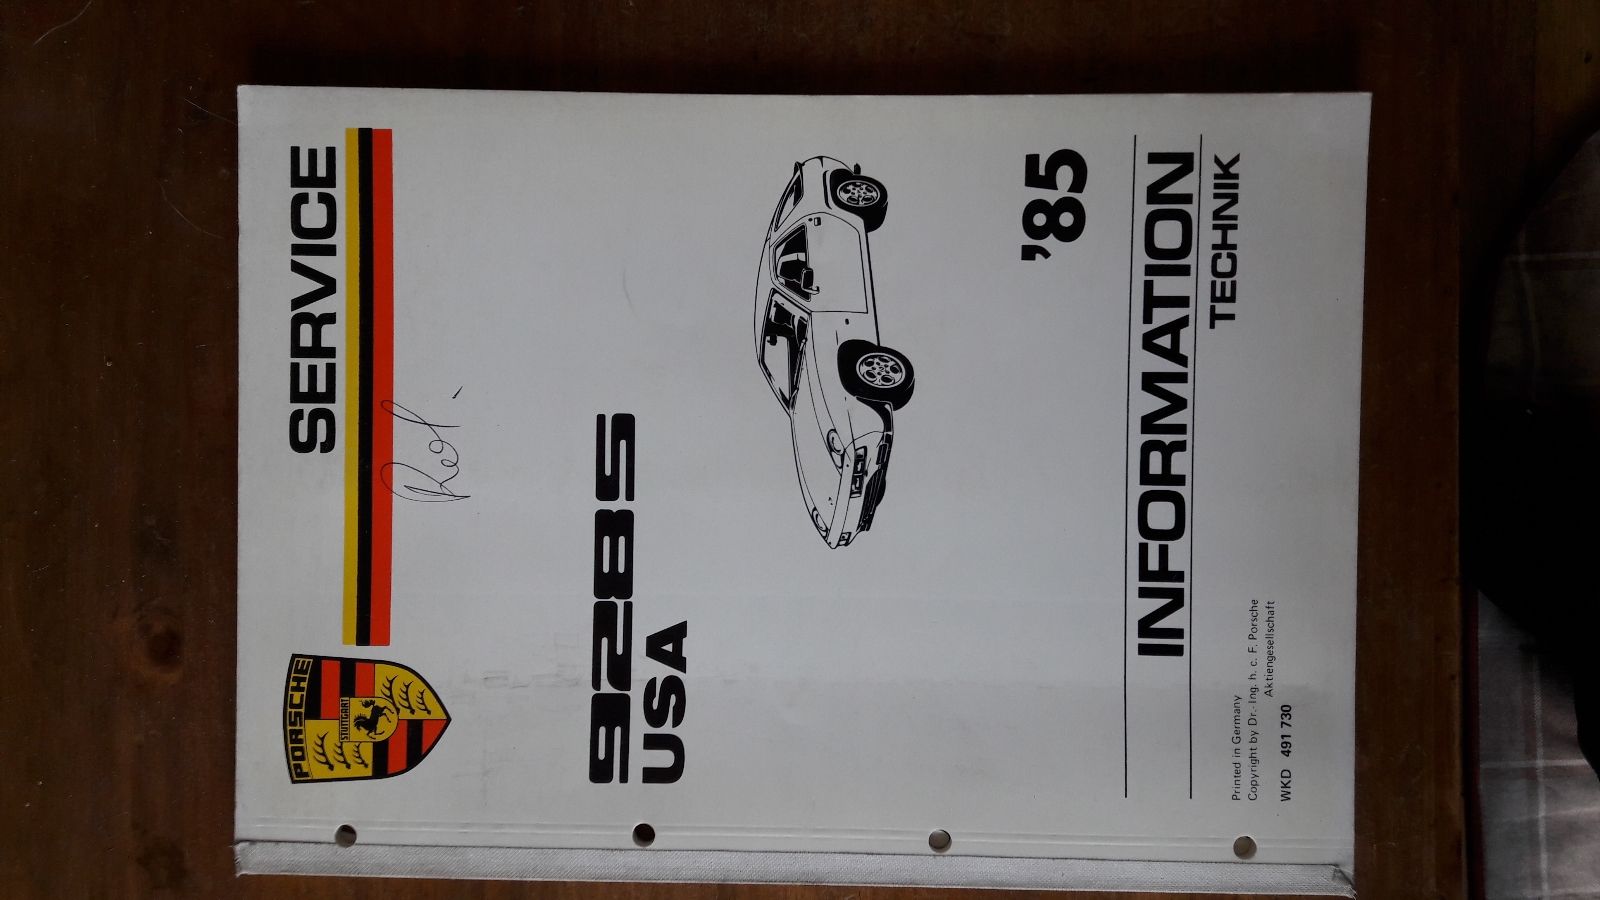 PORSCHE
STUTTGART
SERVICE
928 S
USA
'85
INFORMATION
TECHNIK
Printed in Germany
Copyright by Dr.-Ing. h. c. F. Porsche
Aktiengesellschaft
WKD 491 730